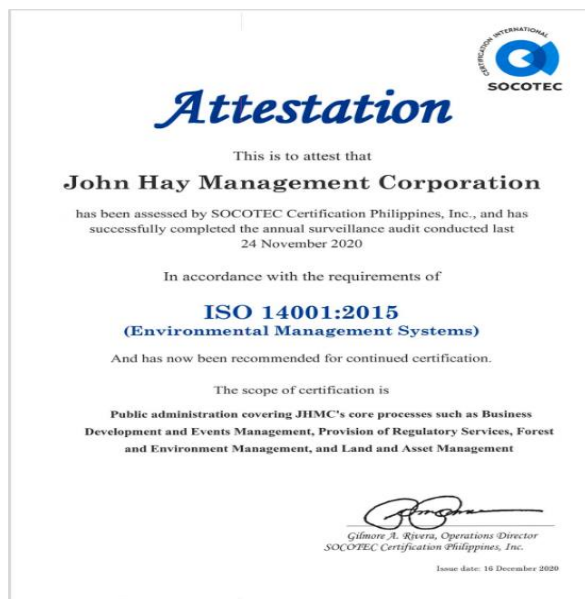 CERTIFICATION INTERNATIONAL
SOCOTEC
Attestation
This is to attest that
John Hay Management Corporation
has been assessed by SOCOTEC Certification Philippines, Inc., and has
successfully completed the annual surveillance audit conducted last
24 November 2020
In accordance with the requirements of
ISO 14001:2015
(Environmental Management Systems)
And has now been recommended for continued certification.
The scope of certification is
Public administration covering JHMC's core processes such as Business
Development and Events Management, Provision of Regulatory Services, Forest
and Environment Management, and Land and Asset Management
Gilmore A. Rivera, Operations Director
SOCOTEC Certification Philippines, Inc.
Issue date: 16 December 2020